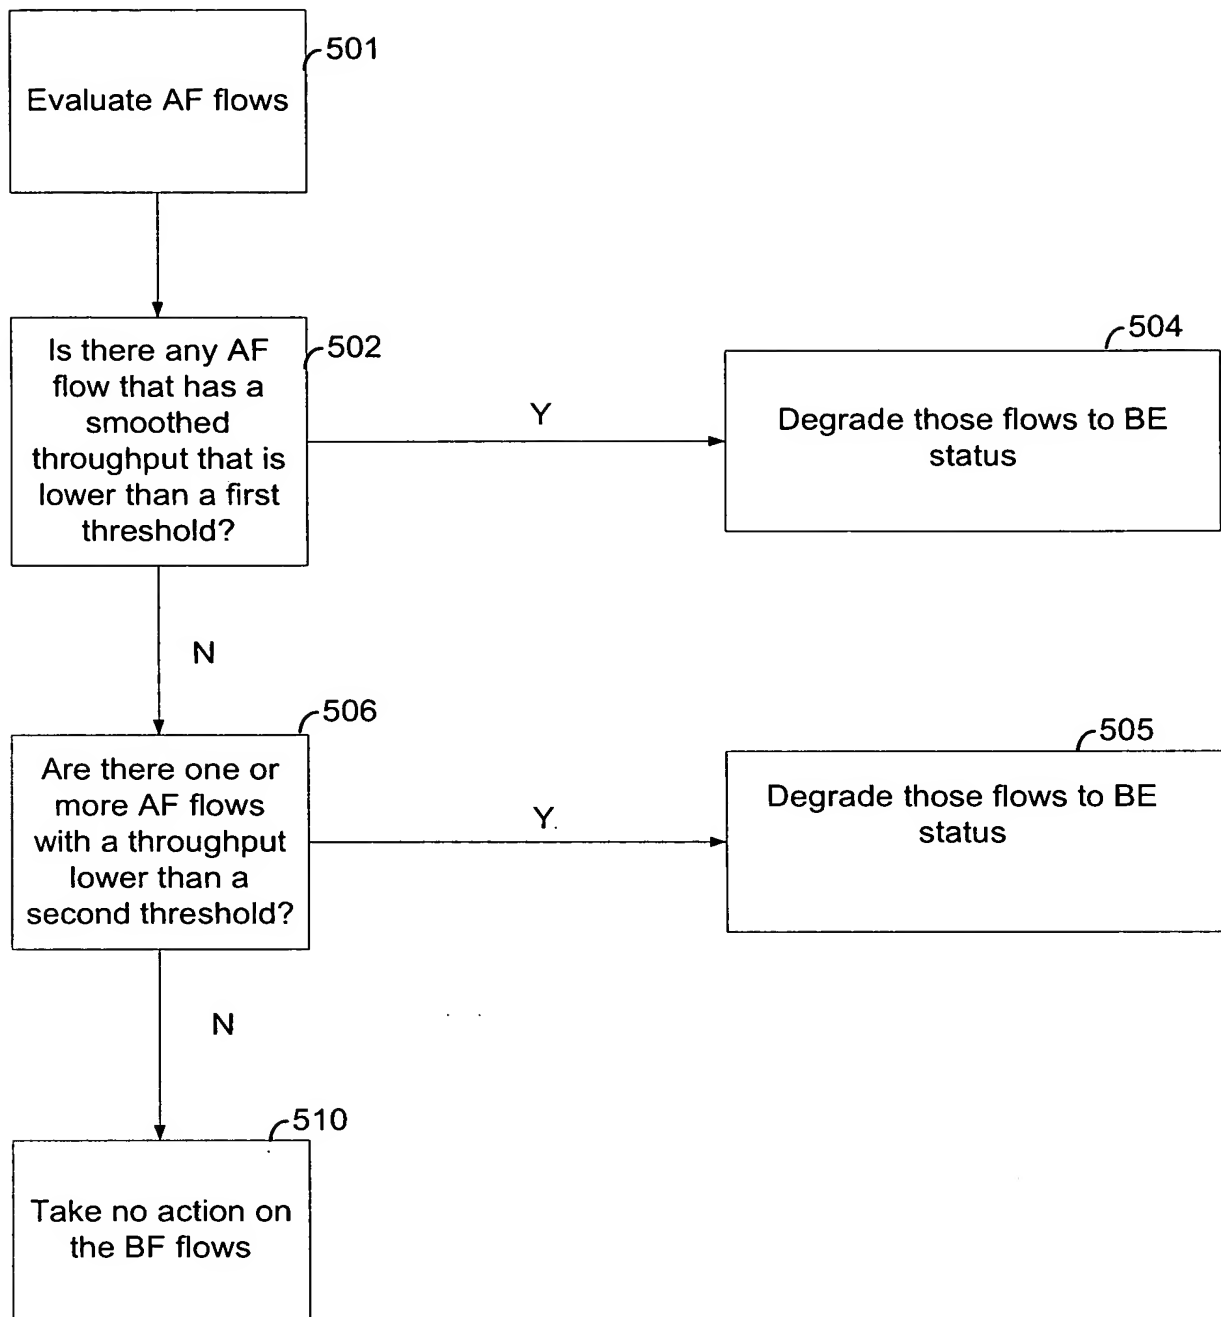 501
Evaluate AF flows
502
Is there any AF
flow that has a
smoothed
throughput that is
lower than a first
threshold?
Y
504
Degrade those flows to BE
status
N
506
Are there one or
more AF flows
with a throughput
lower than a
second threshold?
Y
505
Degrade those flows to BE
status
N
510
Take no action on
the BF flows